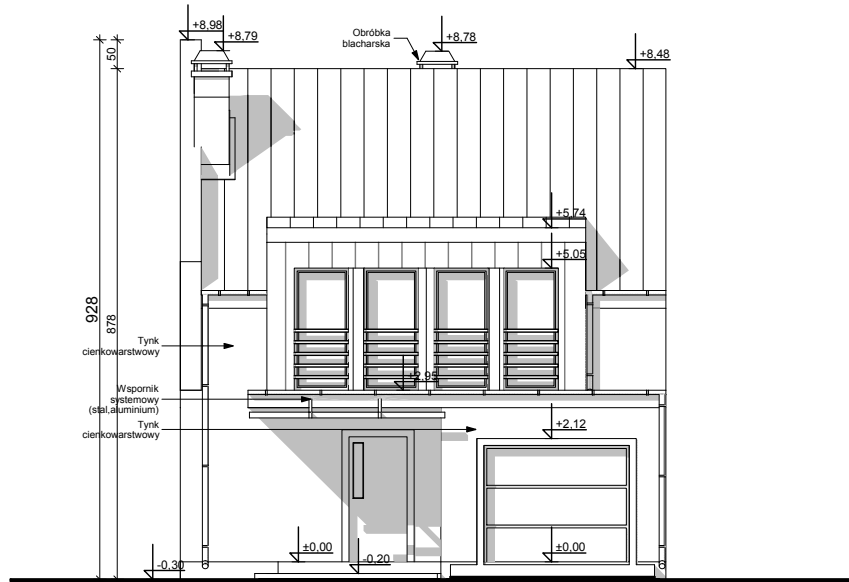 +8,98
+8,79
Obróbka
blacharska
+8,78
+8,48
50
+5,74
+5,05
928
878
Tynk
cienkowarstwowy
+2,95
Wspornik
systemowy
(stal,aluminium)
Tynk
cienkowarstwowy
+2,12
±0,00
±0,00
-0,30
-0,20